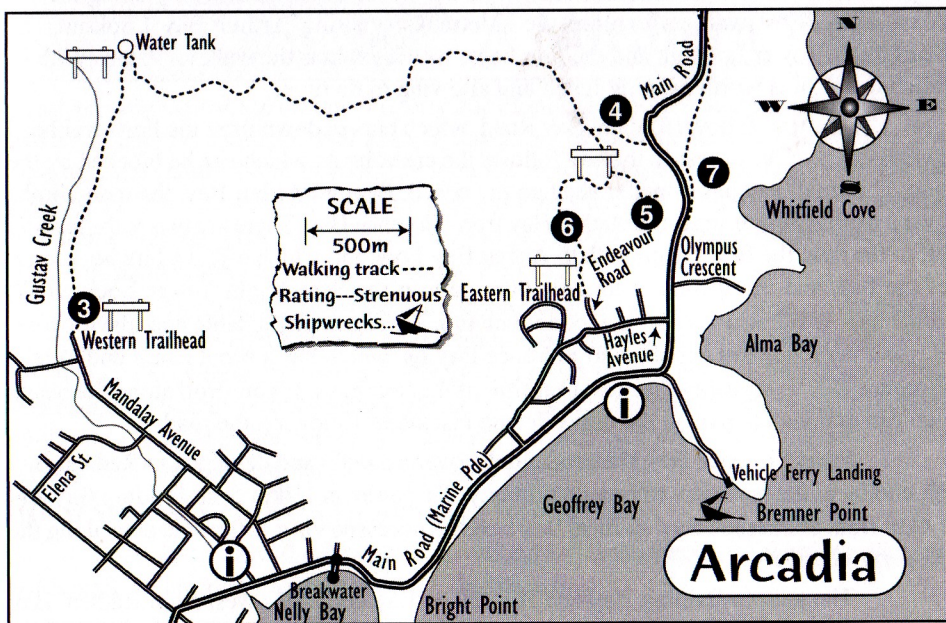 Water Tank
Main Road
N
W
E
S
4
7
Whitfield Cove
Gustav Creek
SCALE
500m
Walking track
Rating---Strenuous
Shipwrecks...
6
5
Endeavour
Road
Olympus
Crescent
Eastern Trailhead
3
Western Trailhead
Hayles
Avenue
Alma Bay
Mandalay Avenue
i
Elena St.
Main Road (Marine Pde)
Vehicle Ferry Landing
Geoffrey Bay
Bremner Point
i
Arcadia
Breakwater
Nelly Bay
Bright Point